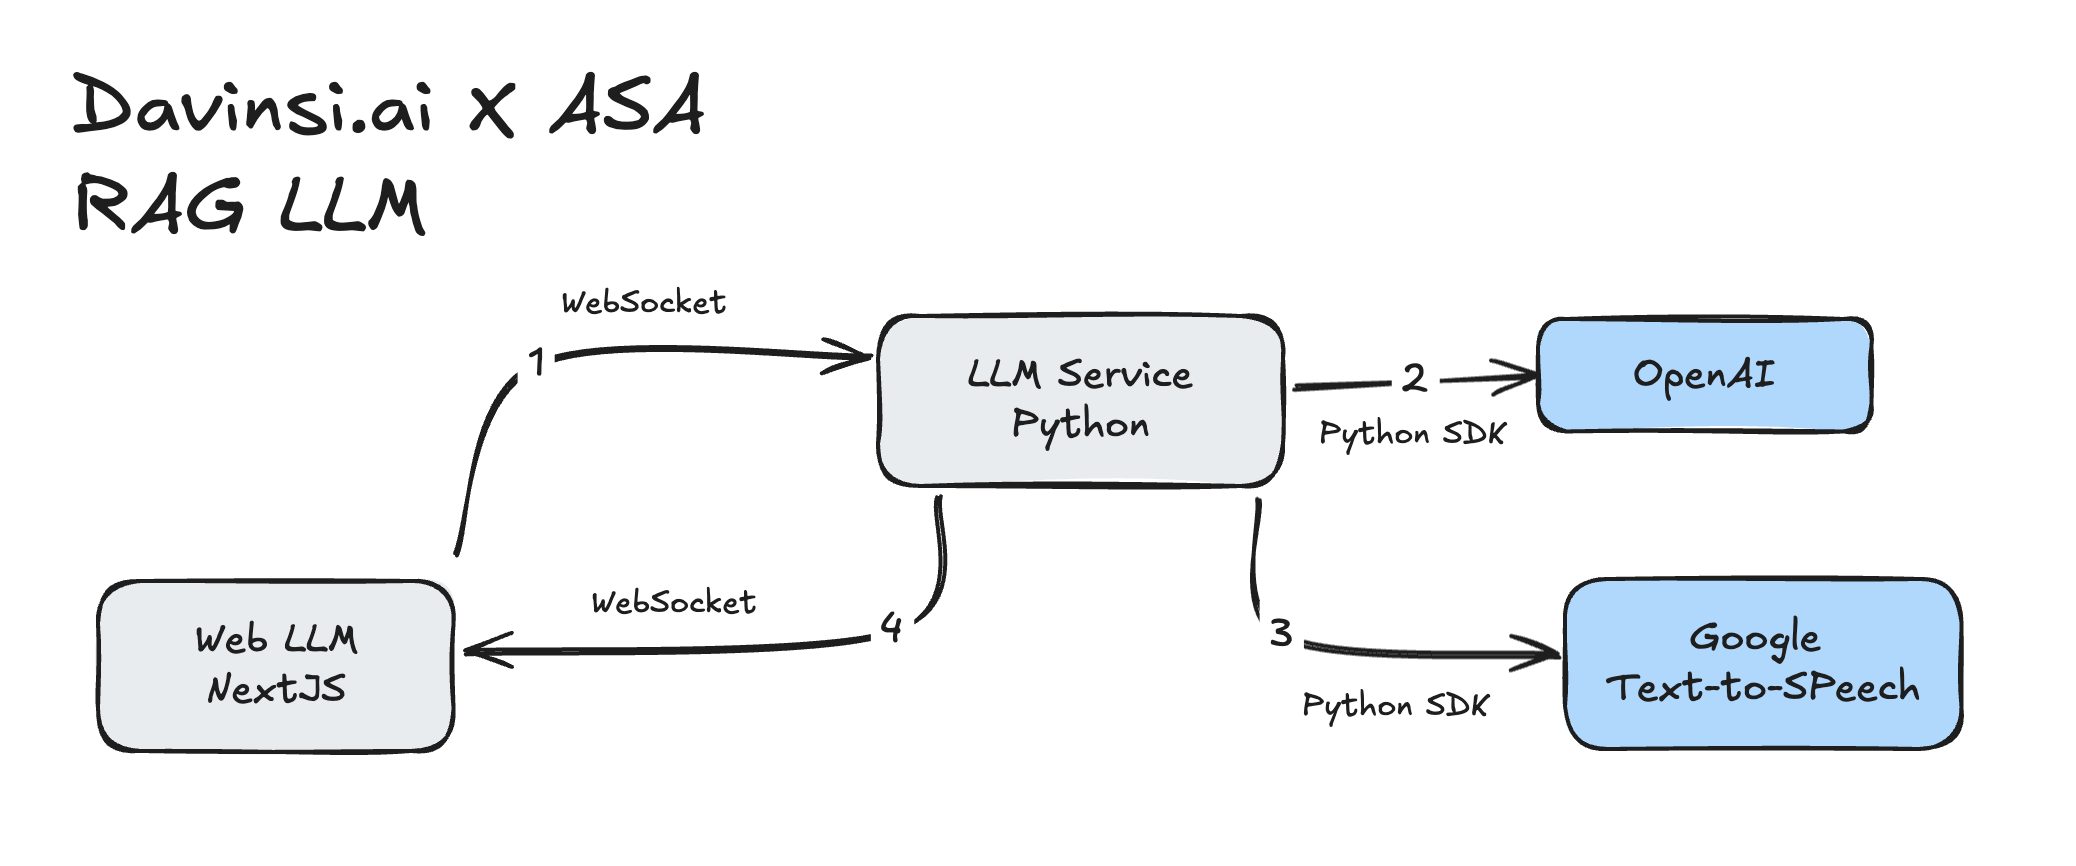 Davinsi.ai X ASA
RAG LLM
WebSocket
1
LLM Service
Python
2
Python SDK
OpenAI
Web LLM
NextJS
WebSocket
4
3
Python SDK
Google
Text-to-SPeech